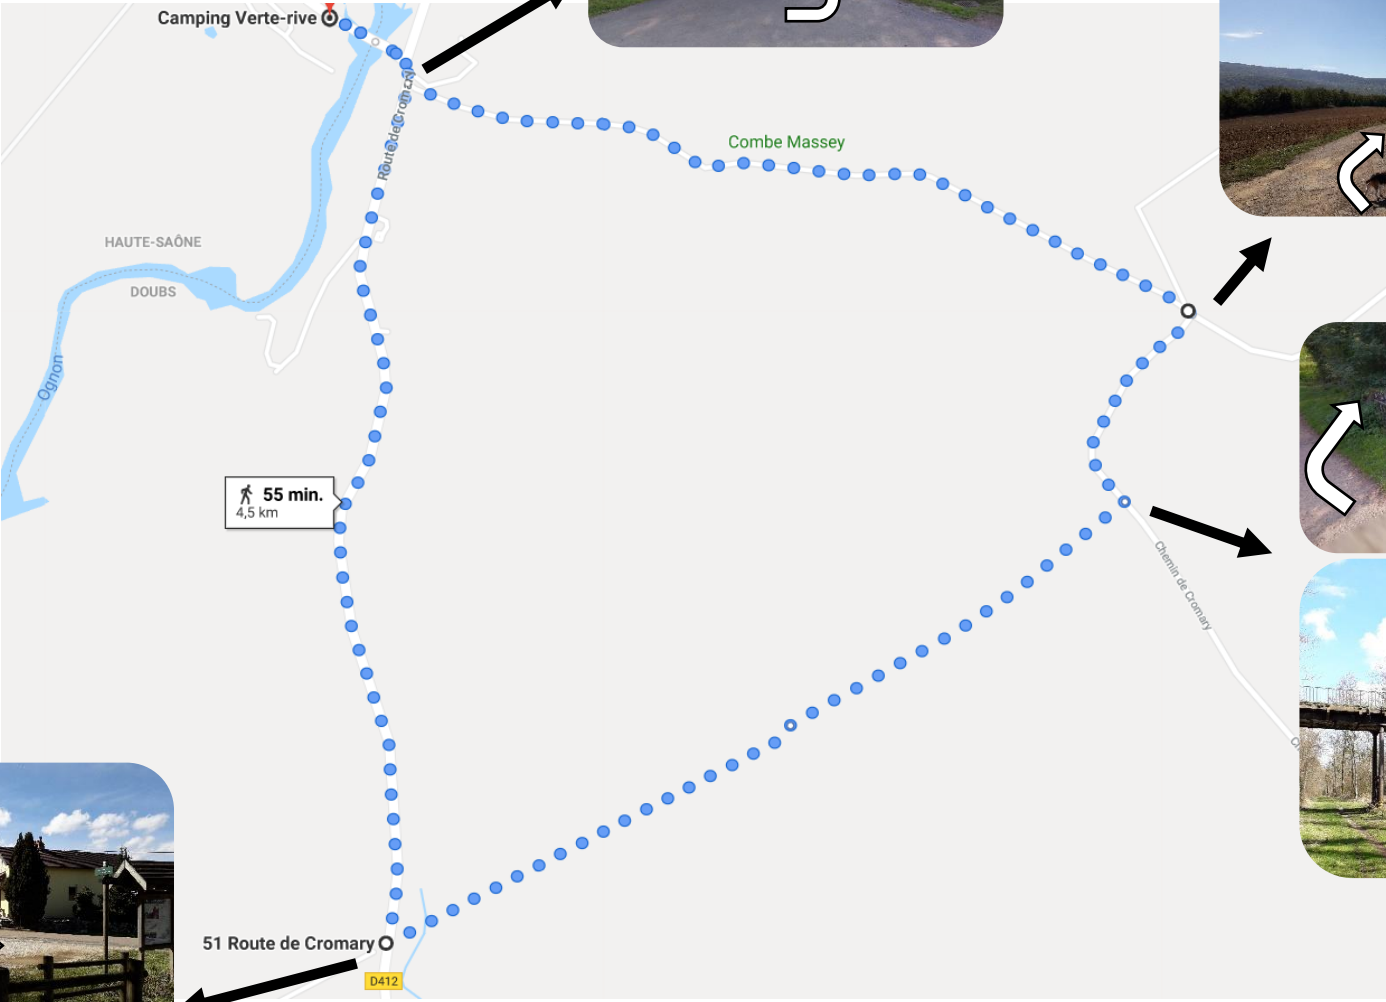 Camping Verte-rive
Route de Cromary
Combe Massey
HAUTE-SAÔNE
DOUBS
Ognon
55 min.
4,5 km
Chemin de Cromary
51 Route de Cromary
D412